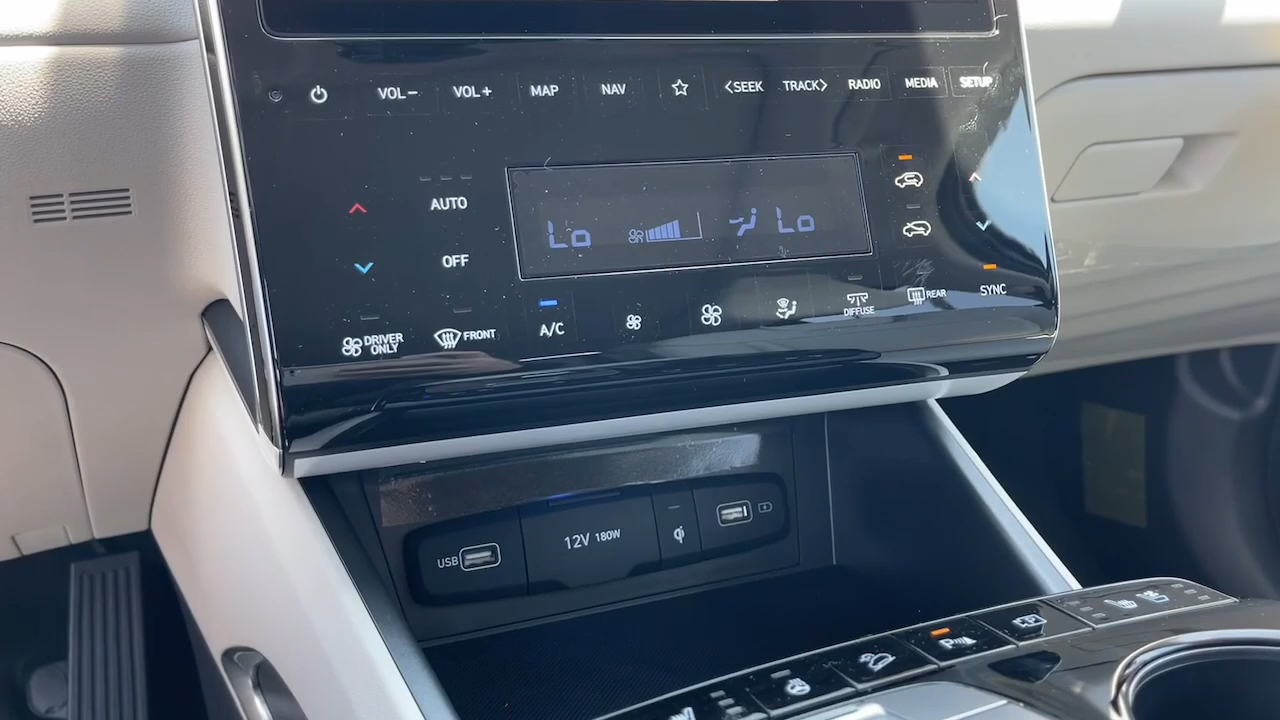 VOL−
VOL+
MAP
NAV
<SEEK
TRACK>
RADIO
MEDIA
SETUP
AUTO
Lo
Lo
OFF
DRIVER
ONLY
FRONT
A/C
DIFFUSE
REAR
SYNC
USB
12V 180W